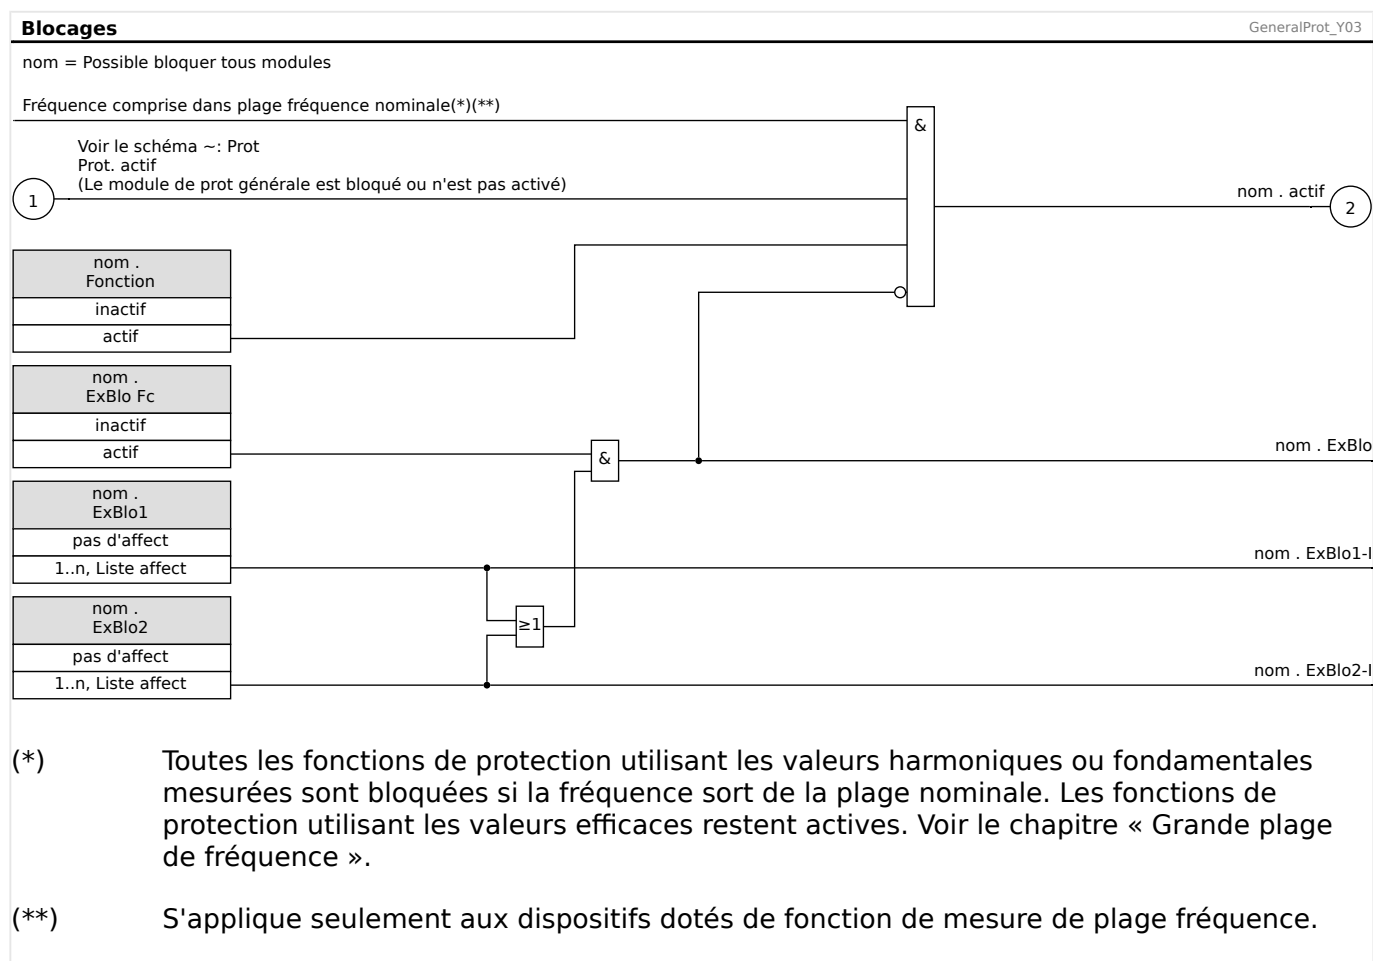 Blocages
GeneralProt_Y03
nom = Possible bloquer tous modules
Fréquence comprise dans plage fréquence nominale(*)(**)
&
Voir le schéma ~: Prot
Prot. actif
(Le module de prot générale est bloqué ou n'est pas activé)
1
nom . actif
2
nom .
Fonction
inactif
actif
nom .
ExBlo Fc
inactif
actif
&
nom . ExBlo
nom .
ExBlo1
pas d'affect
1..n, Liste affect
nom . ExBlo1-I
nom .
ExBlo2
≥1
pas d'affect
1..n, Liste affect
nom . ExBlo2-I
(*) Toutes les fonctions de protection utilisant les valeurs harmoniques ou fondamentales
mesurées sont bloquées si la fréquence sort de la plage nominale. Les fonctions de
protection utilisant les valeurs efficaces restent actives. Voir le chapitre « Grande plage
de fréquence ».
(**) S'applique seulement aux dispositifs dotés de fonction de mesure de plage fréquence.